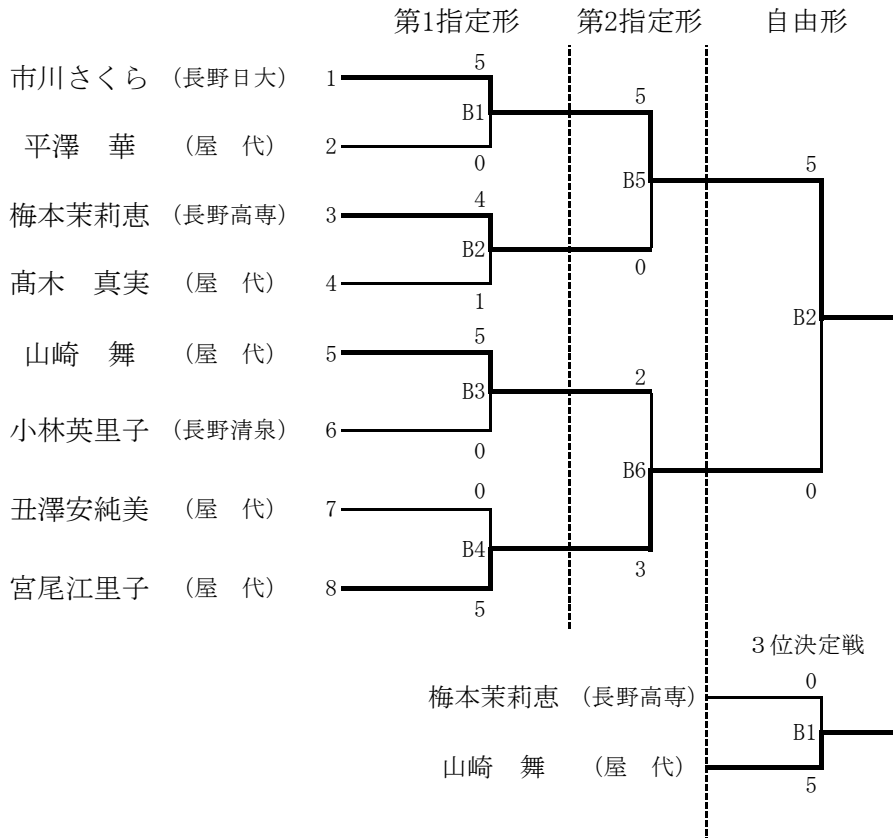 第1指定形 第2指定形 自由形
5
市川さくら （長野日大） 1
B1 5
平澤　華 （屋　代） 2
0 B5 5
4
梅本茉莉恵 （長野高専） 3
B2 0
髙木　真実 （屋　代） 4
1 B2
5
山崎　舞 （屋　代） 5
B3 2
小林英里子 （長野清泉） 6
0 B6 0
0
丑澤安純美 （屋　代） 7
B4 3
宮尾江里子 （屋　代） 8
5
３位決定戦
0
梅本茉莉恵 （長野高専）
B1
山崎　舞 （屋　代）
5